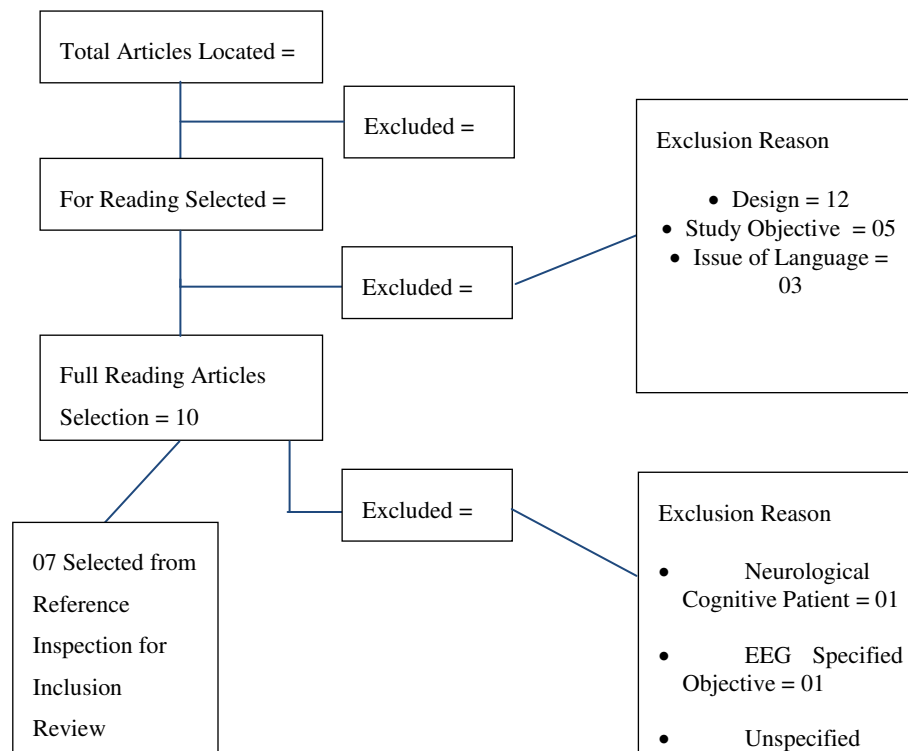 Total Articles Located =
Excluded =
For Reading Selected =
Exclusion Reason
• Design = 12
• Study Objective = 05
• Issue of Language =
03
Excluded =
Full Reading Articles
Selection = 10
Excluded =
07 Selected from
Reference
Inspection for
Inclusion
Review
Exclusion Reason
• Neurological
Cognitive Patient = 01
• EEG Specified
Objective = 01
• Unspecified